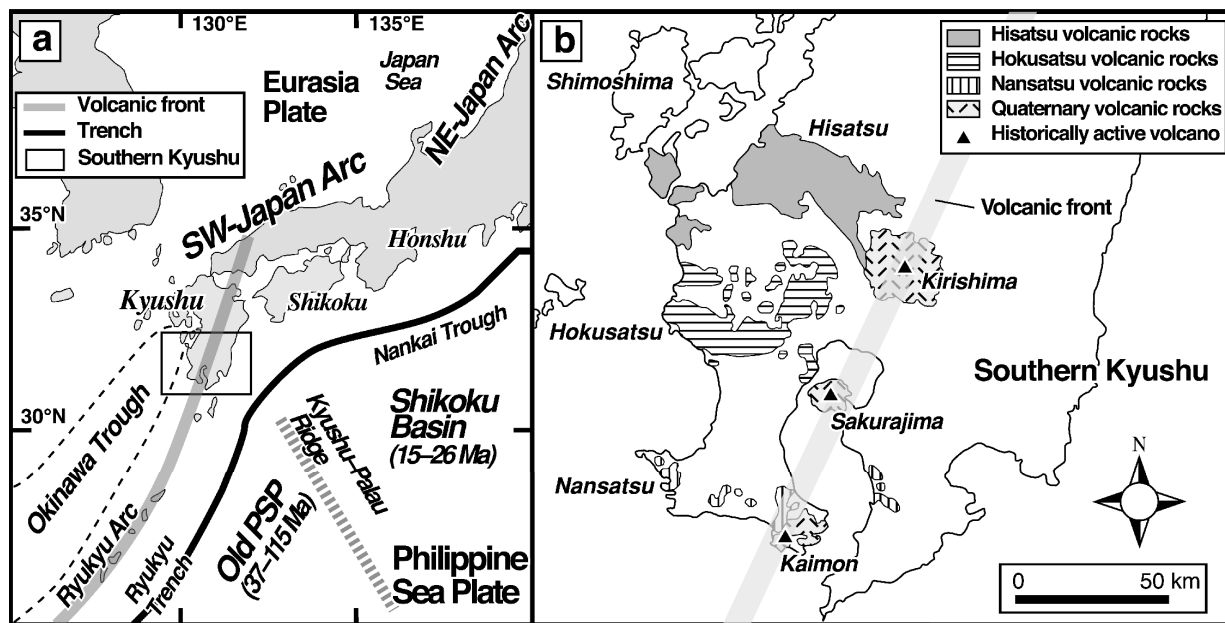 130°E
135°E
a
Japan
Sea
NE-Japan Arc
Eurasia
Plate
Volcanic front
Trench
Southern Kyushu
SW-Japan Arc
35°N
Honshu
Kyushu
Shikoku
Nankai Trough
Okinawa Trough
30°N
Shikoku
Basin
(15–26 Ma)
Kyushu–Palau
Ridge
Old PSP
(37–115 Ma)
Ryukyu Arc
Ryukyu
Trench
Philippine
Sea Plate
b
Hisatsu volcanic rocks
Hokusatsu volcanic rocks
Nansatsu volcanic rocks
Quaternary volcanic rocks
Historically active volcano
Shimoshima
Hisatsu
Volcanic front
Kirishima
Hokusatsu
Southern Kyushu
Sakurajima
Nansatsu
Kaimon
N
0
50 km